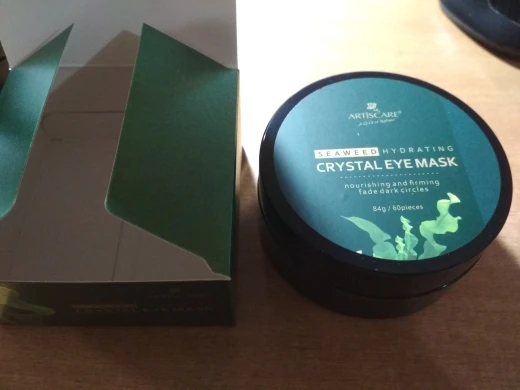 ARTISCARE®
SEAWEED HYDRATING
CRYSTAL EYE MASK
nourishing and firming
fade dark circles
84g / 60pieces